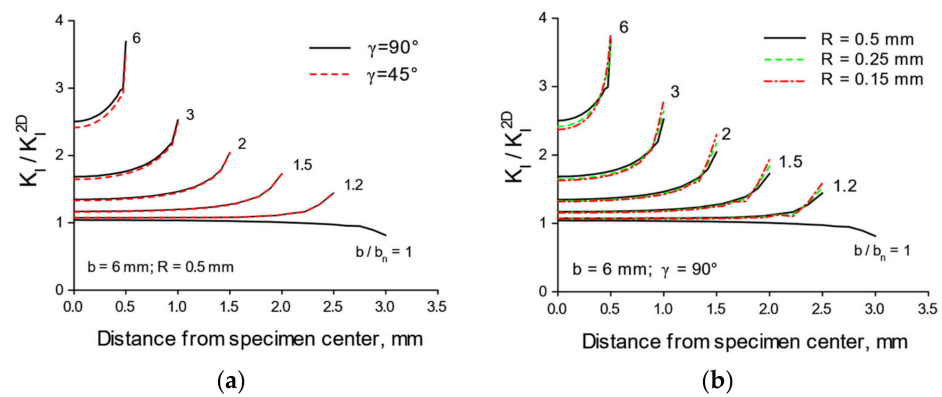 4
3
2
1
0
K_I / K_I^2D
6
3
2
1.5
1.2
b / b_n = 1
γ=90°
γ=45°
b = 6 mm; R = 0.5 mm
0.0 0.5 1.0 1.5 2.0 2.5 3.0 3.5
Distance from specimen center, mm
(a)
4
3
2
1
0
K_I / K_I^2D
6
3
2
1.5
1.2
b / b_n = 1
R = 0.5 mm
R = 0.25 mm
R = 0.15 mm
b = 6 mm; γ = 90°
0.0 0.5 1.0 1.5 2.0 2.5 3.0 3.5
Distance from specimen center, mm
(b)